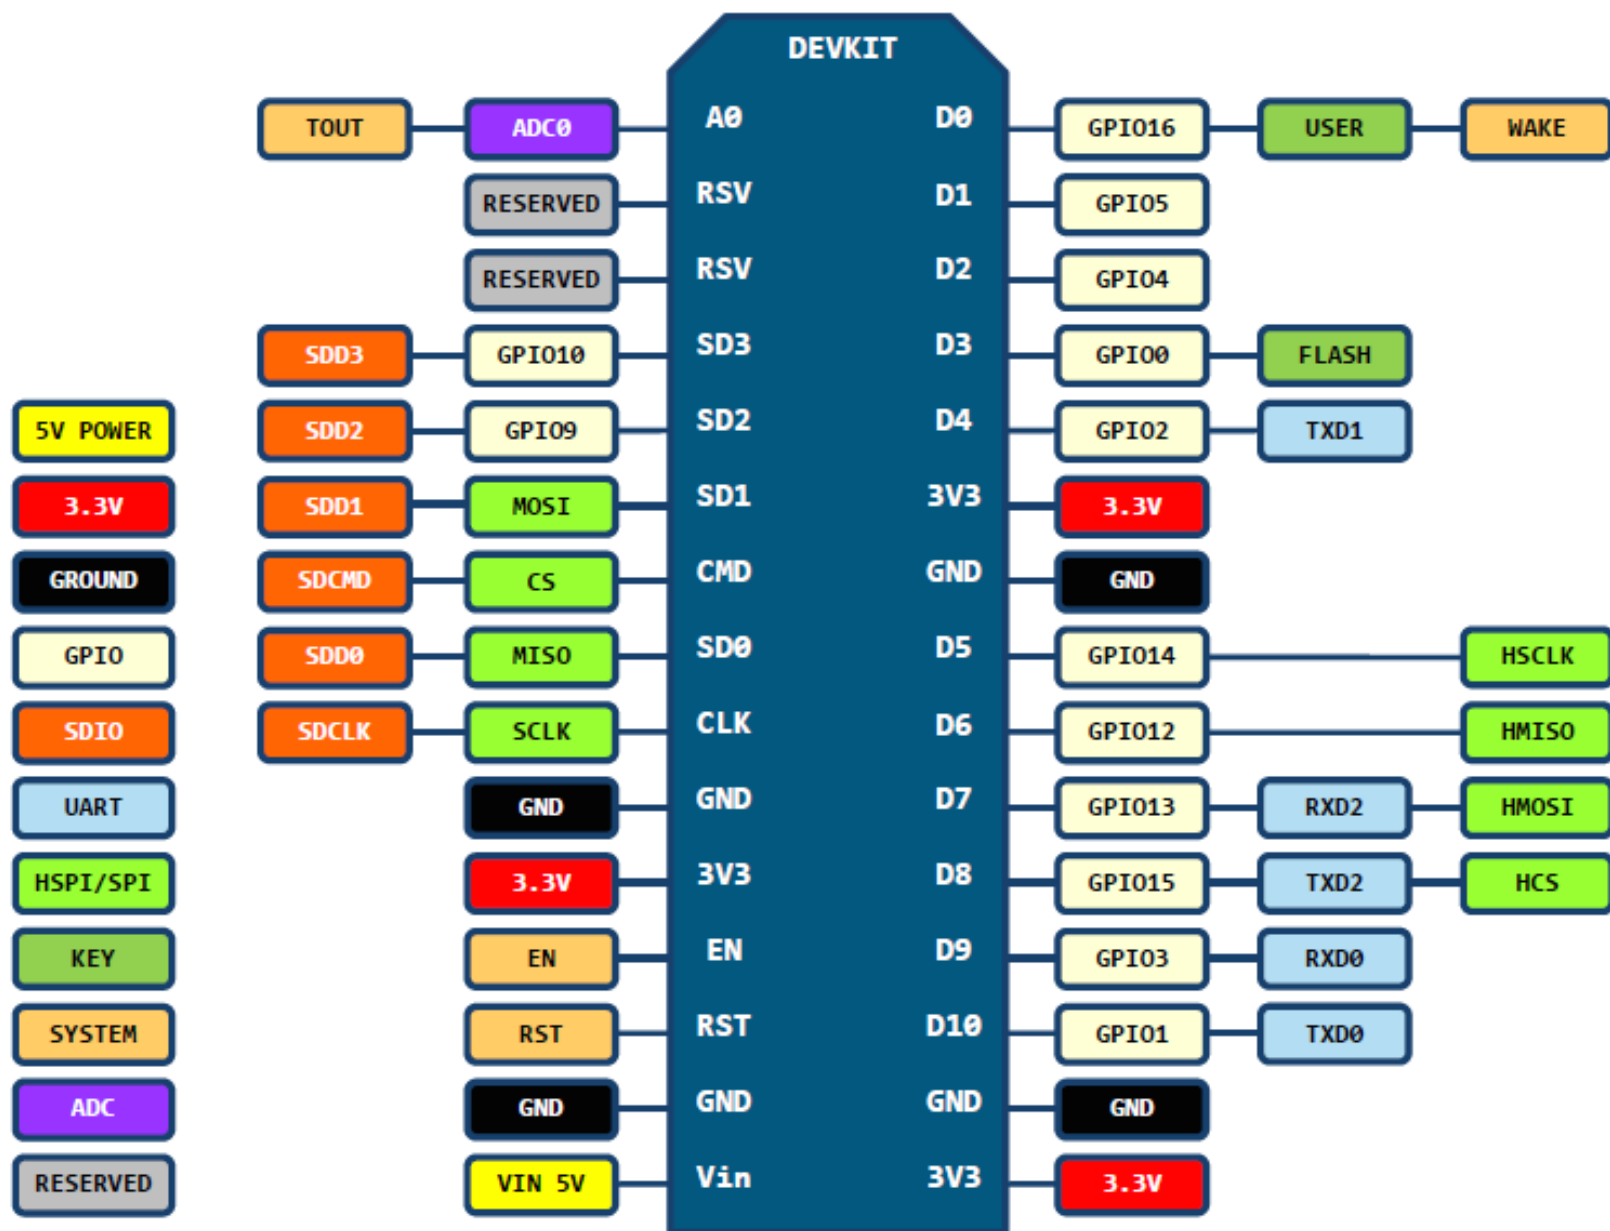 DEVKIT
TOUT ADC0 A0 D0 GPIO16 USER WAKE
RESERVED RSV D1 GPIO5
RESERVED RSV D2 GPIO4
SDD3 GPIO10 SD3 D3 GPIO0 FLASH
5V POWER SDD2 GPIO9 SD2 D4 GPIO2 TXD1
3.3V SDD1 MOSI SD1 3V3 3.3V
GROUND SDCMD CS CMD GND GND
GPIO SDD0 MISO SD0 D5 GPIO14 HSCLK
SDIO SDCLK SCLK CLK D6 GPIO12 HMISO
UART GND GND D7 GPIO13 RXD2 HMOSI
HSPI/SPI 3.3V 3V3 D8 GPIO15 TXD2 HCS
KEY EN EN D9 GPIO3 RXD0
SYSTEM RST RST D10 GPIO1 TXD0
ADC GND GND GND GND
RESERVED VIN 5V Vin 3V3 3.3V